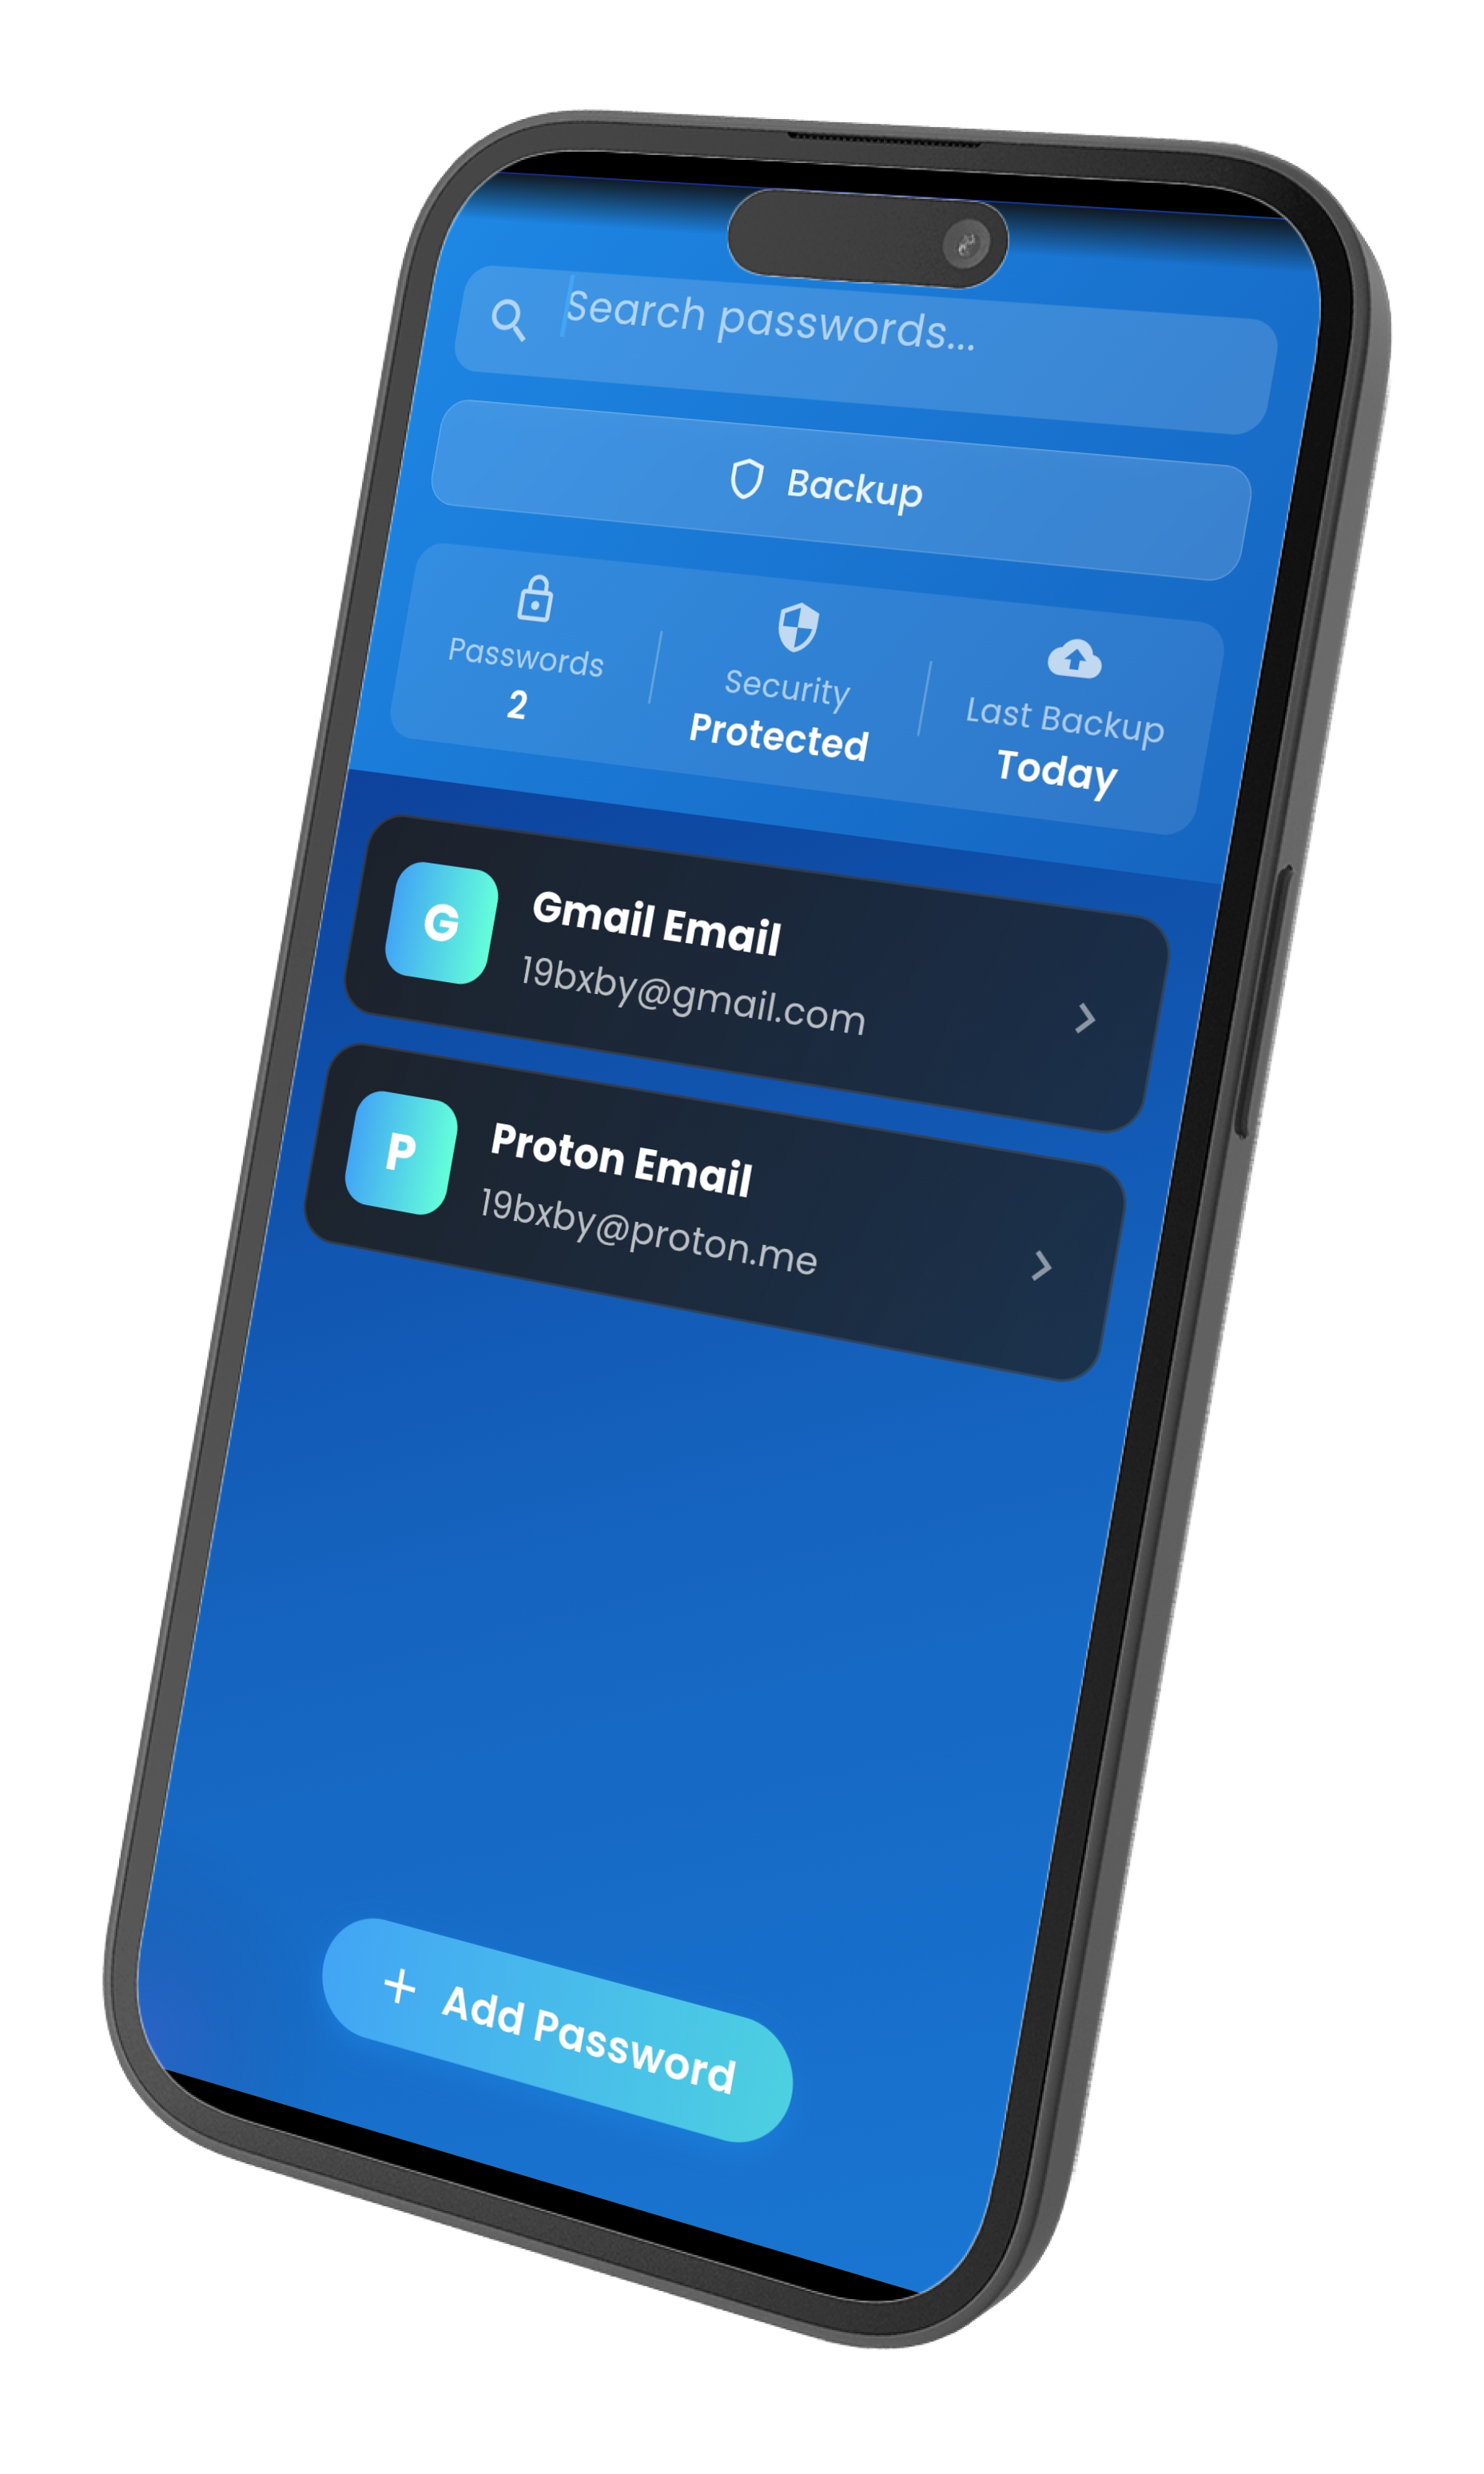 Search passwords...
Backup
Passwords
2
Security
Protected
Last Backup
Today
G
Gmail Email
19bxby@gmail.com
P
Proton Email
19bxby@proton.me
+ Add Password